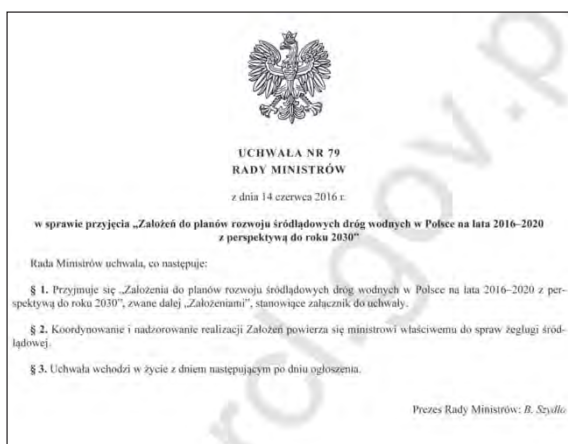 UCHWAŁA NR 79
RADY MINISTRÓW
z dnia 14 czerwca 2016 r.
w sprawie przyjęcia „Założeń do planów rozwoju śródlądowych dróg wodnych w Polsce na lata 2016–2020
z perspektywą do roku 2030”
Rada Ministrów uchwala, co następuje:
§ 1. Przyjmuje się „Założenia do planów rozwoju śródlądowych dróg wodnych w Polsce na lata 2016–2020 z per-
spektywą do roku 2030”, zwane dalej „Założeniami”, stanowiące załącznik do uchwały.
§ 2. Koordynowanie i nadzorowanie realizacji Założeń powierza się ministrowi właściwemu do spraw żeglugi śród-
lądowej.
§ 3. Uchwała wchodzi w życie z dniem następującym po dniu ogłoszenia.
Prezes Rady Ministrów: B. Szydło
rcl.gov.p